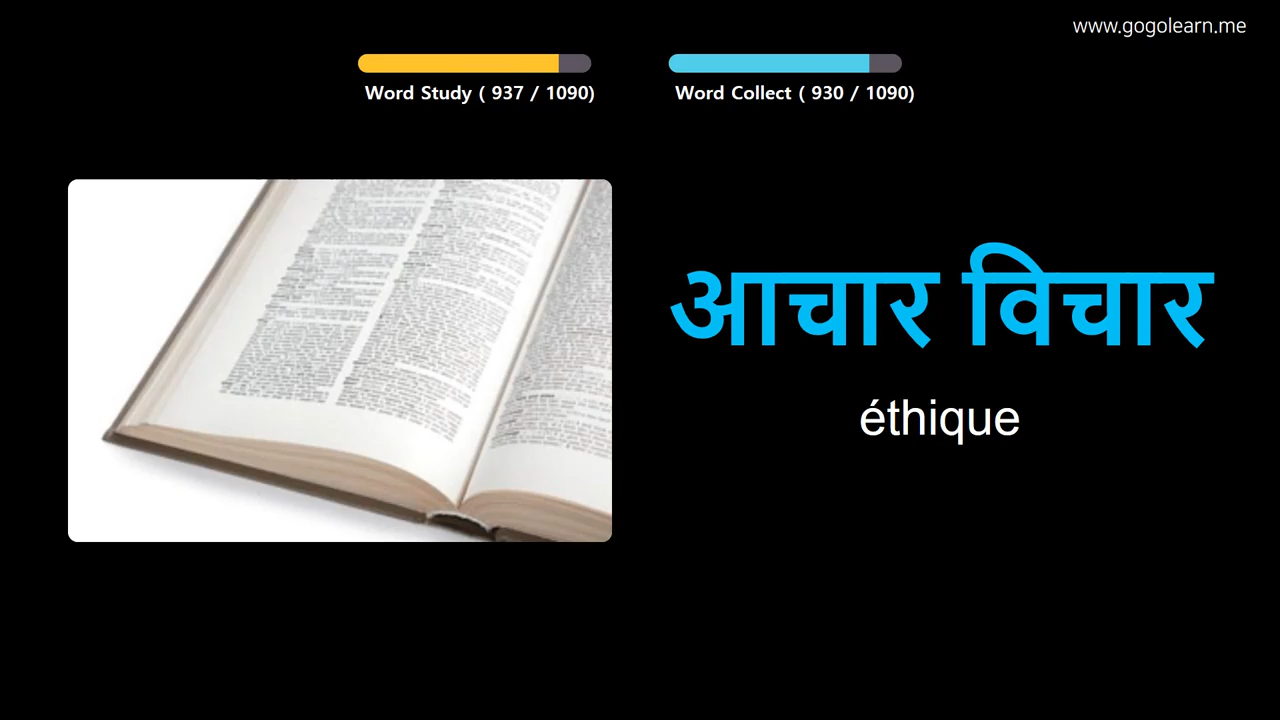 www.gogolearn.me
Word Study ( 937 / 1090)
Word Collect ( 930 / 1090)
आचार विचार
éthique